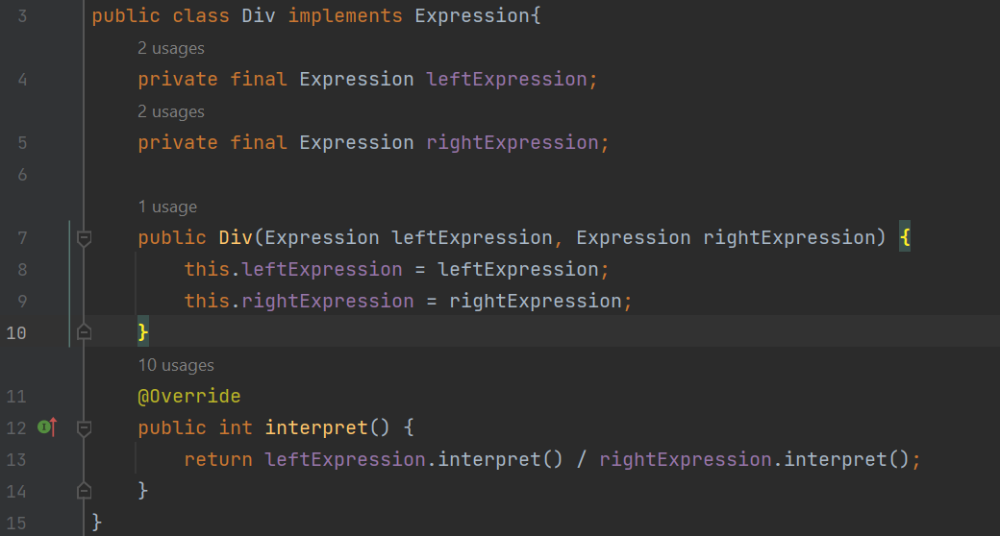 3 public class Div implements Expression{
2 usages
4 private final Expression leftExpression;
2 usages
5 private final Expression rightExpression;
6
1 usage
7 public Div(Expression leftExpression, Expression rightExpression) {
8 this.leftExpression = leftExpression;
9 this.rightExpression = rightExpression;
10 }
10 usages
11 @Override
12 public int interpret() {
13 return leftExpression.interpret() / rightExpression.interpret();
14 }
15 }